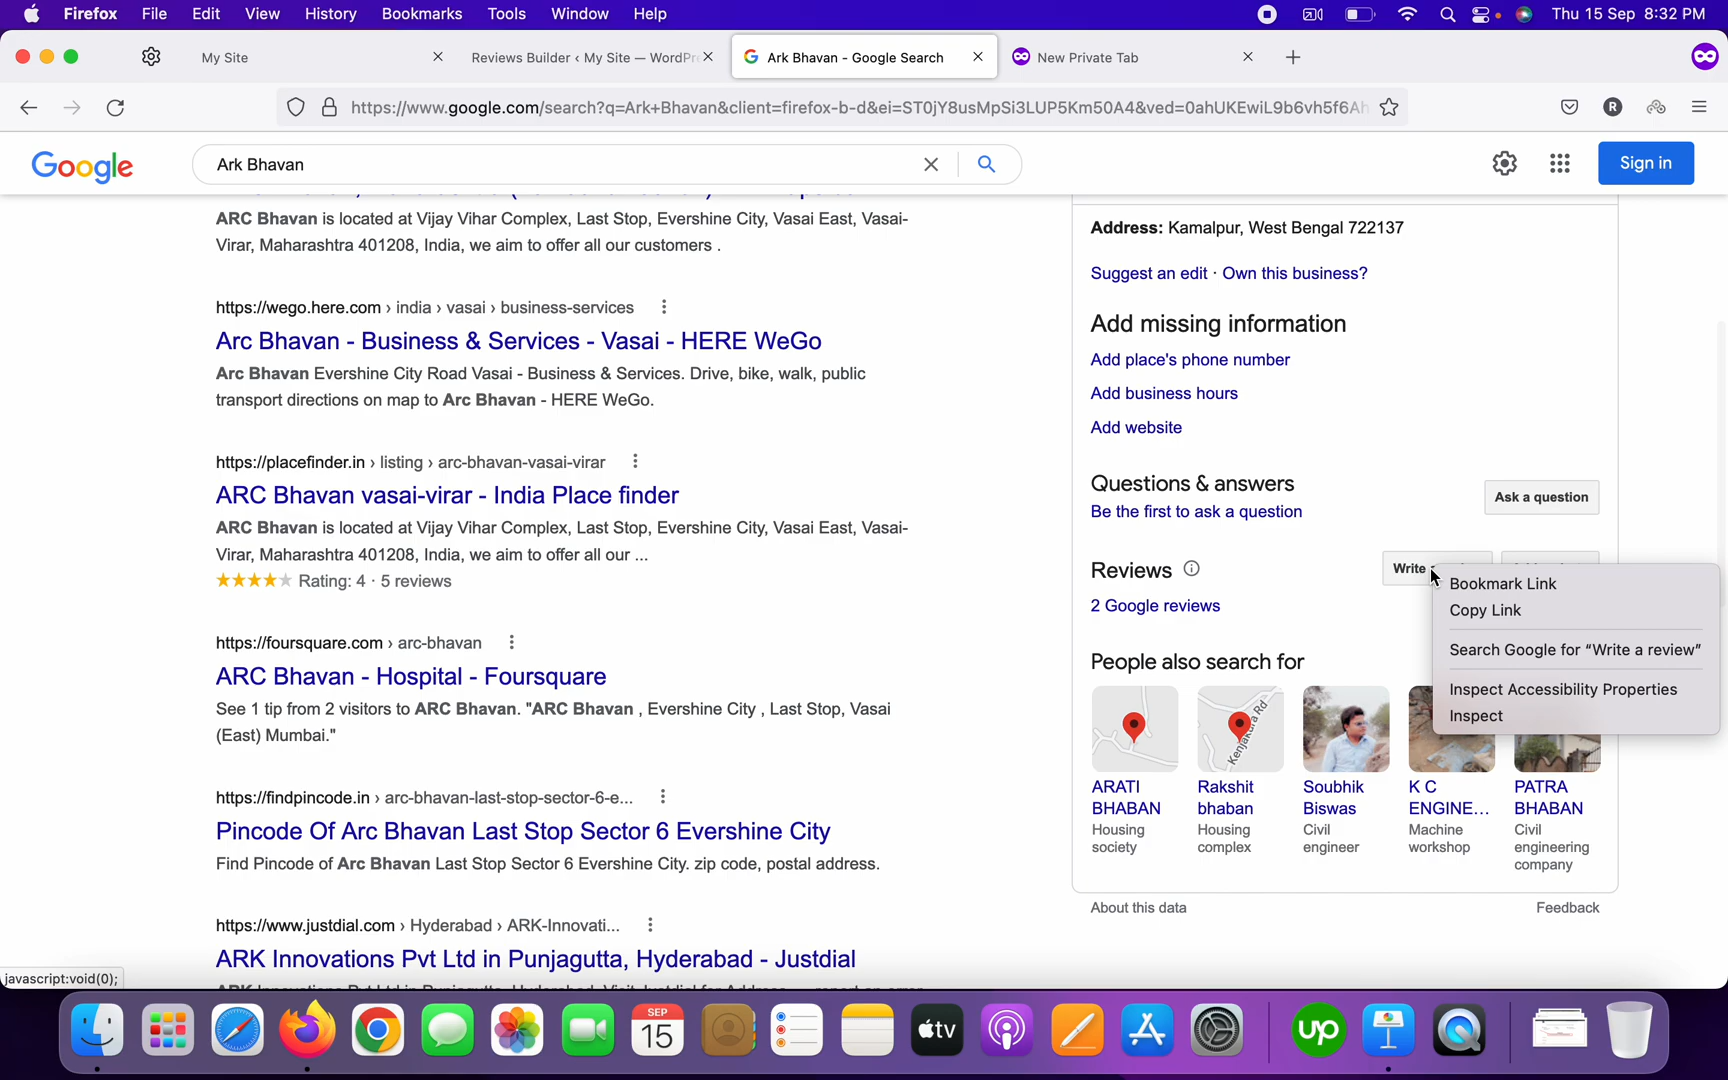 Firefox File Edit View History Bookmarks Tools Window Help Thu 15 Sep 8:32 PM
My Site Reviews Builder ‹ My Site — WordPr Ark Bhavan - Google Search New Private Tab
https://www.google.com/search?q=Ark+Bhavan&client=firefox-b-d&ei=ST0jY8usMpSi3LUP5Km50A4&ved=0ahUKEwiL9b6vh5f6Ah
R
Google Ark Bhavan Sign in
ARC Bhavan is located at Vijay Vihar Complex, Last Stop, Evershine City, Vasai East, Vasai-
Virar, Maharashtra 401208, India, we aim to offer all our customers .
https://wego.here.com › india › vasai › business-services
Arc Bhavan - Business & Services - Vasai - HERE WeGo
Arc Bhavan Evershine City Road Vasai - Business & Services. Drive, bike, walk, public
transport directions on map to Arc Bhavan - HERE WeGo.
https://placefinder.in › listing › arc-bhavan-vasai-virar
ARC Bhavan vasai-virar - India Place finder
ARC Bhavan is located at Vijay Vihar Complex, Last Stop, Evershine City, Vasai East, Vasai-
Virar, Maharashtra 401208, India, we aim to offer all our ...
Rating: 4 · 5 reviews
https://foursquare.com › arc-bhavan
ARC Bhavan - Hospital - Foursquare
See 1 tip from 2 visitors to ARC Bhavan. "ARC Bhavan , Evershine City , Last Stop, Vasai
(East) Mumbai."
https://findpincode.in › arc-bhavan-last-stop-sector-6-e...
Pincode Of Arc Bhavan Last Stop Sector 6 Evershine City
Find Pincode of Arc Bhavan Last Stop Sector 6 Evershine City. zip code, postal address.
https://www.justdial.com › Hyderabad › ARK-Innovati...
ARK Innovations Pvt Ltd in Punjagutta, Hyderabad - Justdial
Address: Kamalpur, West Bengal 722137
Suggest an edit · Own this business?
Add missing information
Add place's phone number
Add business hours
Add website
Questions & answers
Ask a question
Be the first to ask a question
Reviews
Write
2 Google reviews
Bookmark Link
Copy Link
Search Google for “Write a review”
Inspect Accessibility Properties
Inspect
People also search for
Kenjakura Rd
ARATI BHABAN
Housing society
Rakshit bhaban
Housing complex
Soubhik Biswas
Civil engineer
K C ENGINE...
Machine workshop
PATRA BHABAN
Civil engineering company
About this data Feedback
javascript:void(0);
SEP
15
tv
up